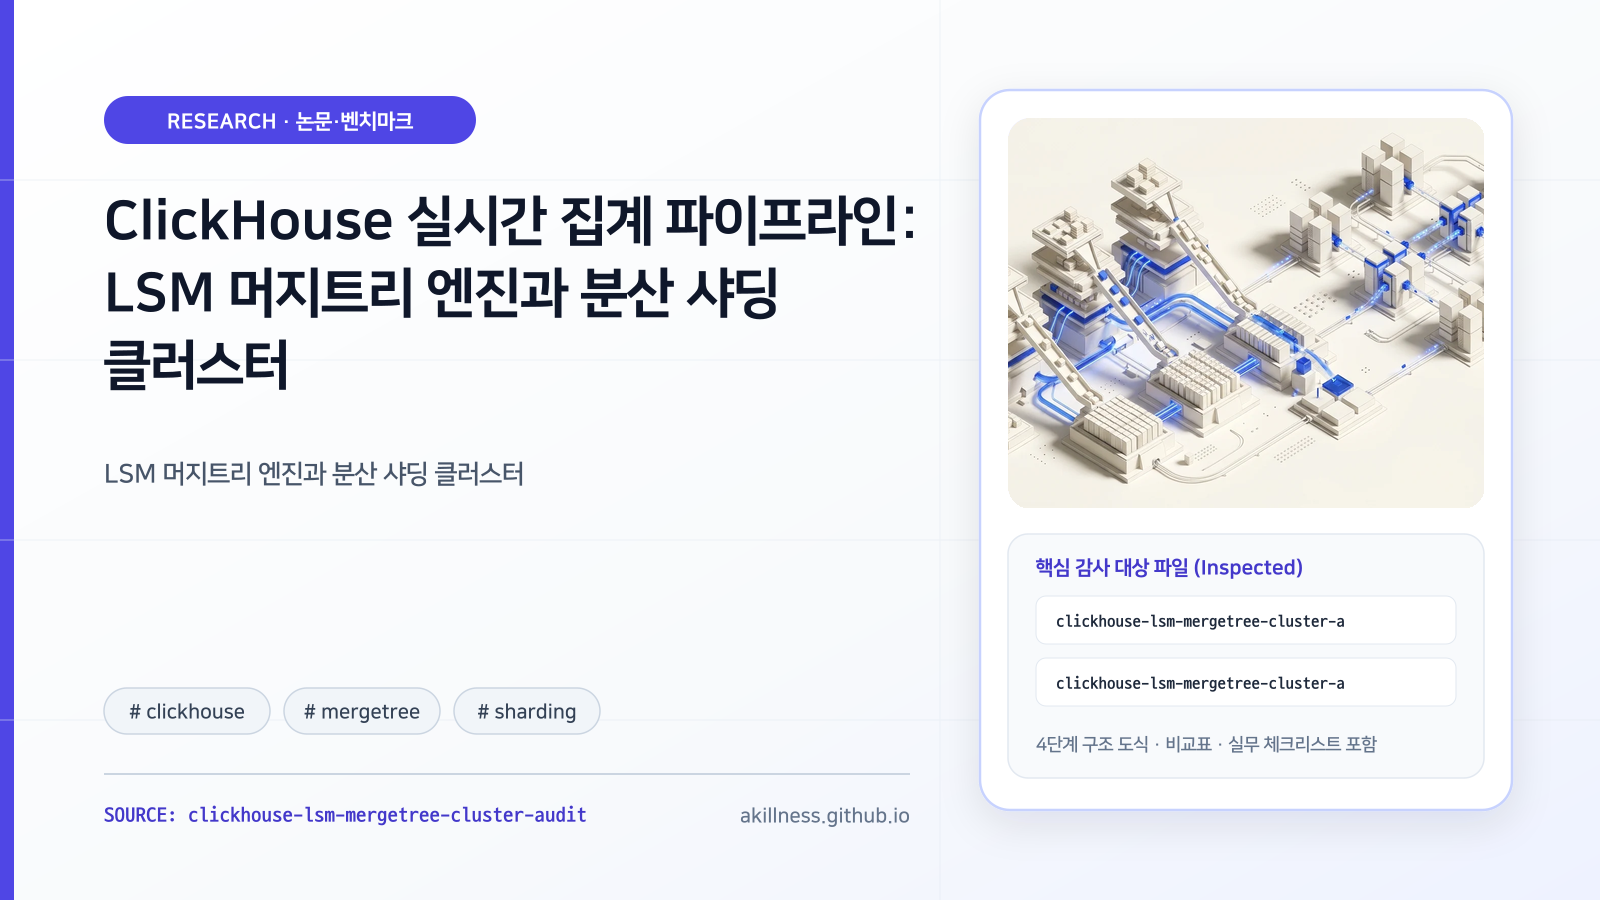 RESEARCH · 논문·벤치마크
ClickHouse 실시간 집계 파이프라인:
LSM 머지트리 엔진과 분산 샤딩
클러스터
LSM 머지트리 엔진과 분산 샤딩 클러스터
# clickhouse
# mergetree
# sharding
SOURCE: clickhouse-lsm-mergetree-cluster-audit
akillness.github.io
핵심 감사 대상 파일 (Inspected)
clickhouse-lsm-mergetree-cluster-a
clickhouse-lsm-mergetree-cluster-a
4단계 구조 도식 · 비교표 · 실무 체크리스트 포함